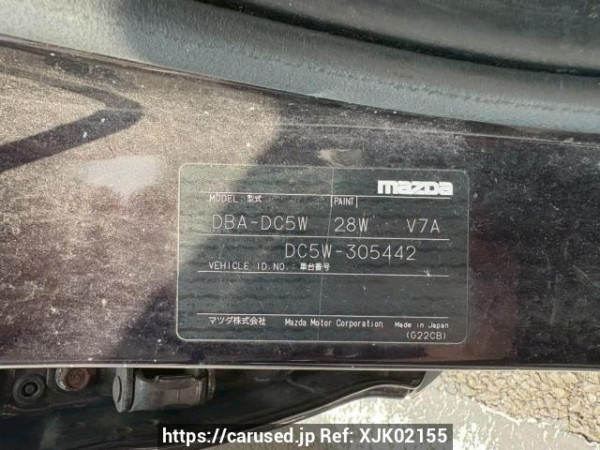 mazda
MODEL 型式 PAINT
DBA-DC5W 28W V7A
DC5W-305442
VEHICLE ID.NO. 車台番号
マツダ株式会社 Mazda Motor Corporation Made in Japan
(G22CB)
https://carused.jp Ref: XJK02155